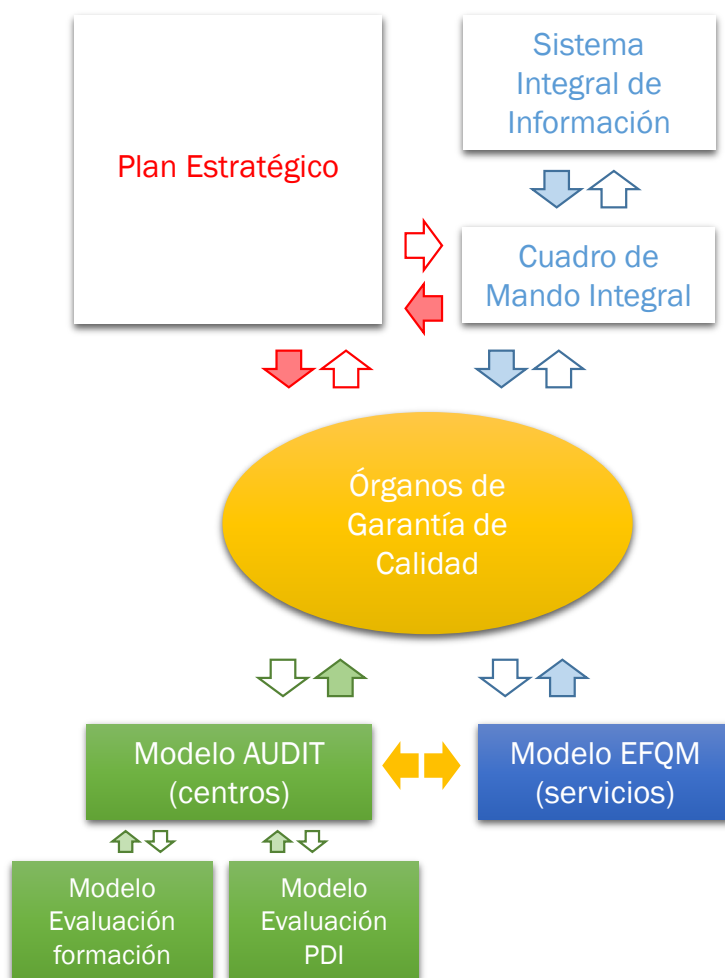 Plan Estratégico
Sistema
Integral de
Información
Cuadro de
Mando Integral
Órganos de
Garantía de
Calidad
Modelo AUDIT
(centros)
Modelo EFQM
(servicios)
Modelo
Evaluación
formación
Modelo
Evaluación
PDI